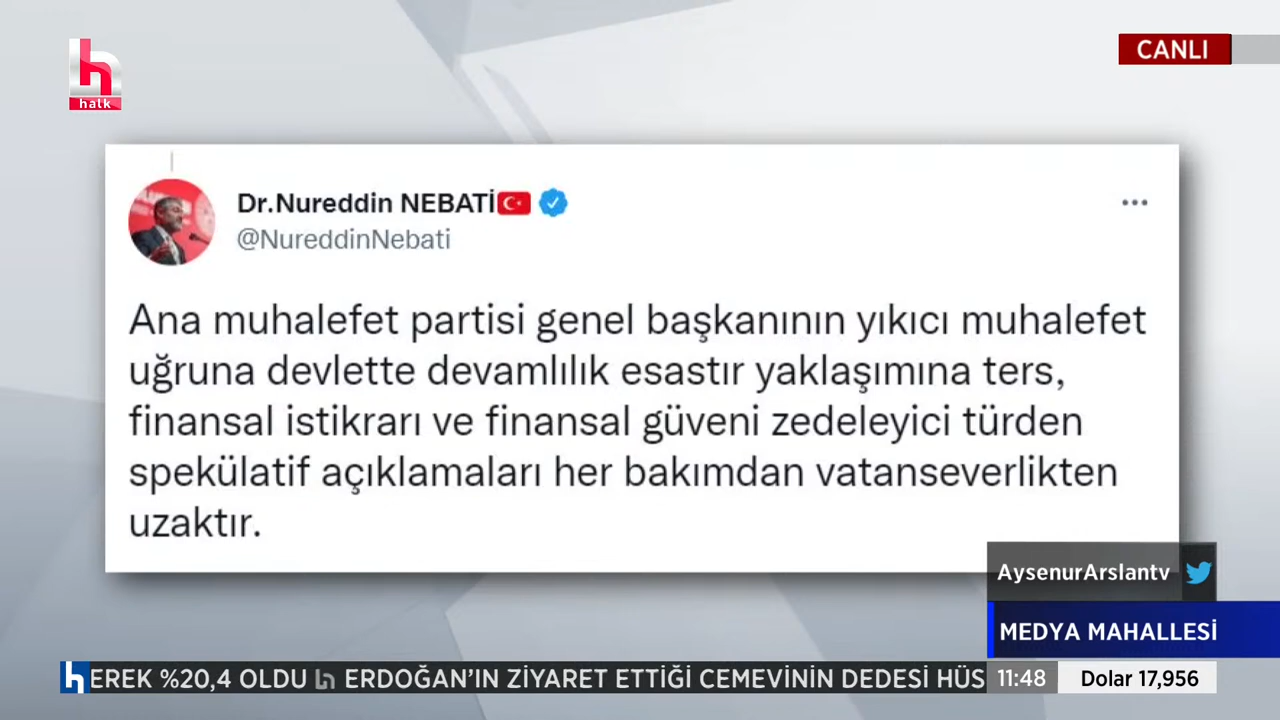 h
halk
CANLI
Dr.Nureddin NEBATİ
@NureddinNebati
Ana muhalefet partisi genel başkanının yıkıcı muhalefet
uğruna devlette devamlılık esastır yaklaşımına ters,
finansal istikrarı ve finansal güveni zedeleyici türden
spekülatif açıklamaları her bakımdan vatanseverlikten
uzaktır.
AysenurArslantv
MEDYA MAHALLESİ
h EREK %20,4 OLDU h ERDOĞAN’IN ZİYARET ETTİĞİ CEMEVİNİN DEDESİ HÜS 11:48 Dolar 17,956